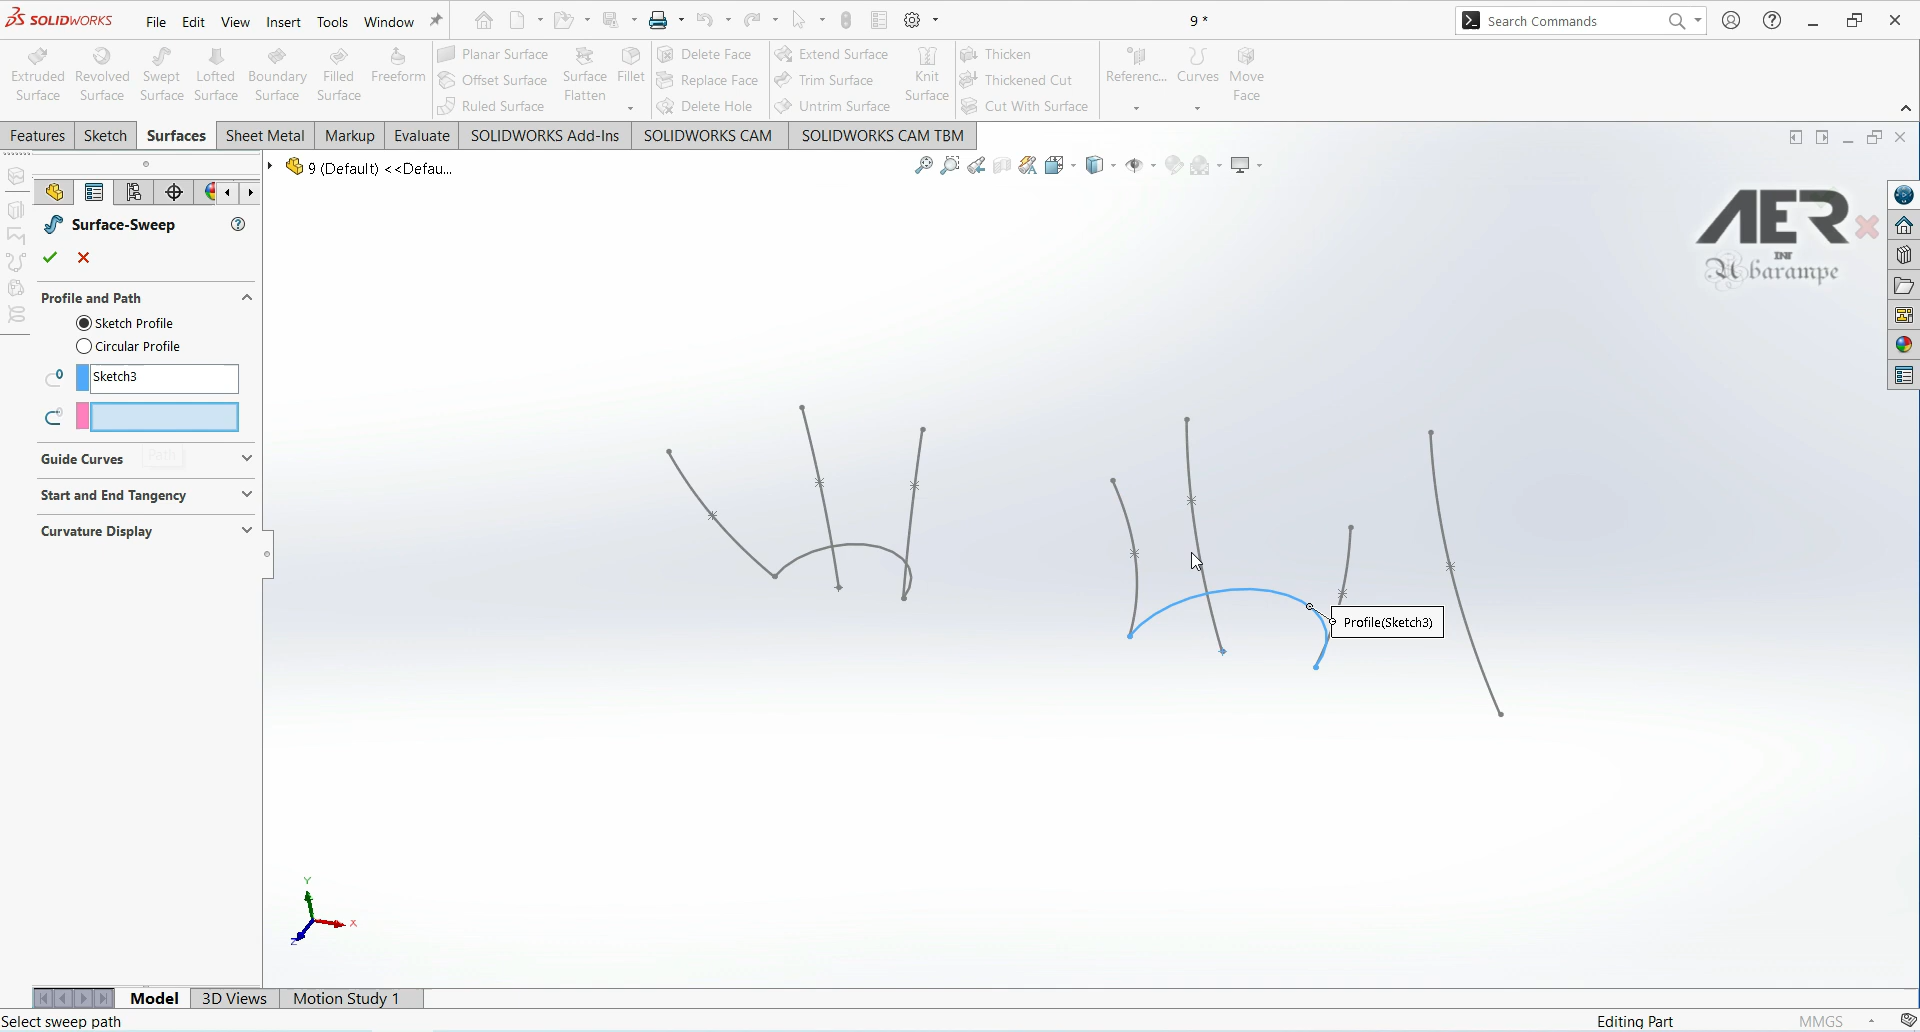 SOLIDWORKS
File Edit View Insert Tools Window
9 *
Search Commands
Extruded Surface
Revolved Surface
Swept Surface
Lofted Surface
Boundary Surface
Filled Surface
Freeform
Planar Surface
Offset Surface
Ruled Surface
Surface Flatten
Fillet
Delete Face
Replace Face
Delete Hole
Extend Surface
Trim Surface
Untrim Surface
Knit Surface
Thicken
Thickened Cut
Cut With Surface
Referenc...
Curves
Move Face
Features Sketch Surfaces Sheet Metal Markup Evaluate SOLIDWORKS Add-Ins SOLIDWORKS CAM SOLIDWORKS CAM TBM
9 (Default) <<Defau...
Surface-Sweep
Profile and Path
Sketch Profile
Circular Profile
Sketch3
Path
Guide Curves
Start and End Tangency
Curvature Display
Profile(Sketch3)
AER
barampe
Y
X
Z
Model 3D Views Motion Study 1
Select sweep path
Editing Part
MMGS